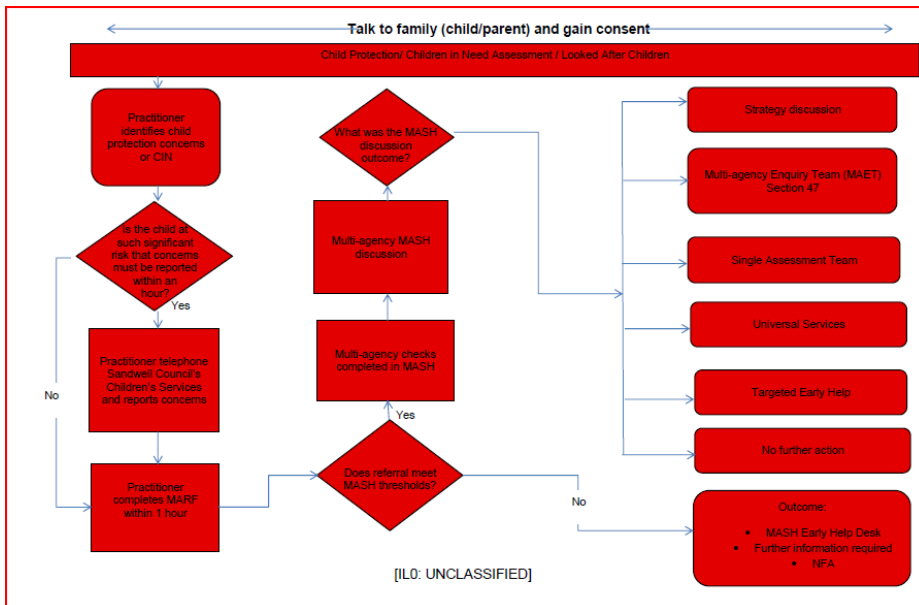 Talk to family (child/parent) and gain consent
Child Protection/ Children in Need Assessment / Looked After Children
Practitioner
identifies child
protection concerns
or CIN
Is the child at
such significant
risk that concerns
must be reported
within an
hour?
Yes
No
Practitioner telephone
Sandwell Council's
Children's Services
and reports concerns
Practitioner
completes MARF
within 1 hour
Does referral meet
MASH thresholds?
Yes
No
Multi-agency checks
completed in MASH
Multi-agency MASH
discussion
What was the MASH
discussion
outcome?
Strategy discussion
Multi-agency Enquiry Team (MAET)
Section 47
Single Assessment Team
Universal Services
Targeted Early Help
No further action
Outcome:
• MASH Early Help Desk
• Further information required
• NFA
[IL0: UNCLASSIFIED]